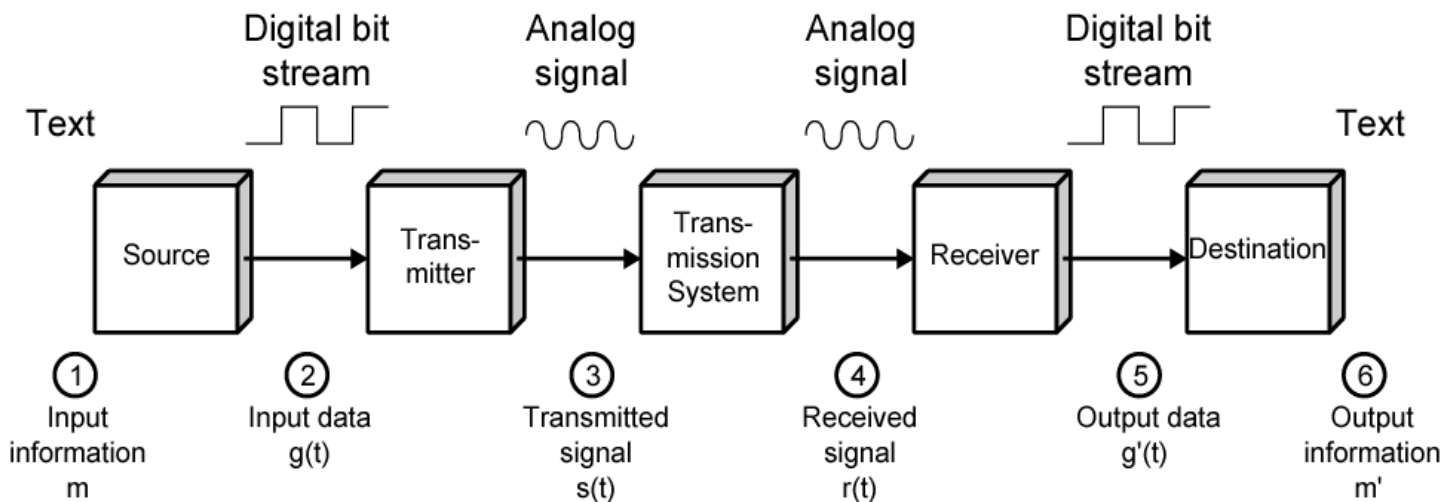 Digital bit
stream
Analog
signal
Analog
signal
Digital bit
stream
Text
Text
Source
Trans-
mitter
Trans-
mission
System
Receiver
Destination
1
Input
information
m
2
Input data
g(t)
3
Transmitted
signal
s(t)
4
Received
signal
r(t)
5
Output data
g'(t)
6
Output
information
m'